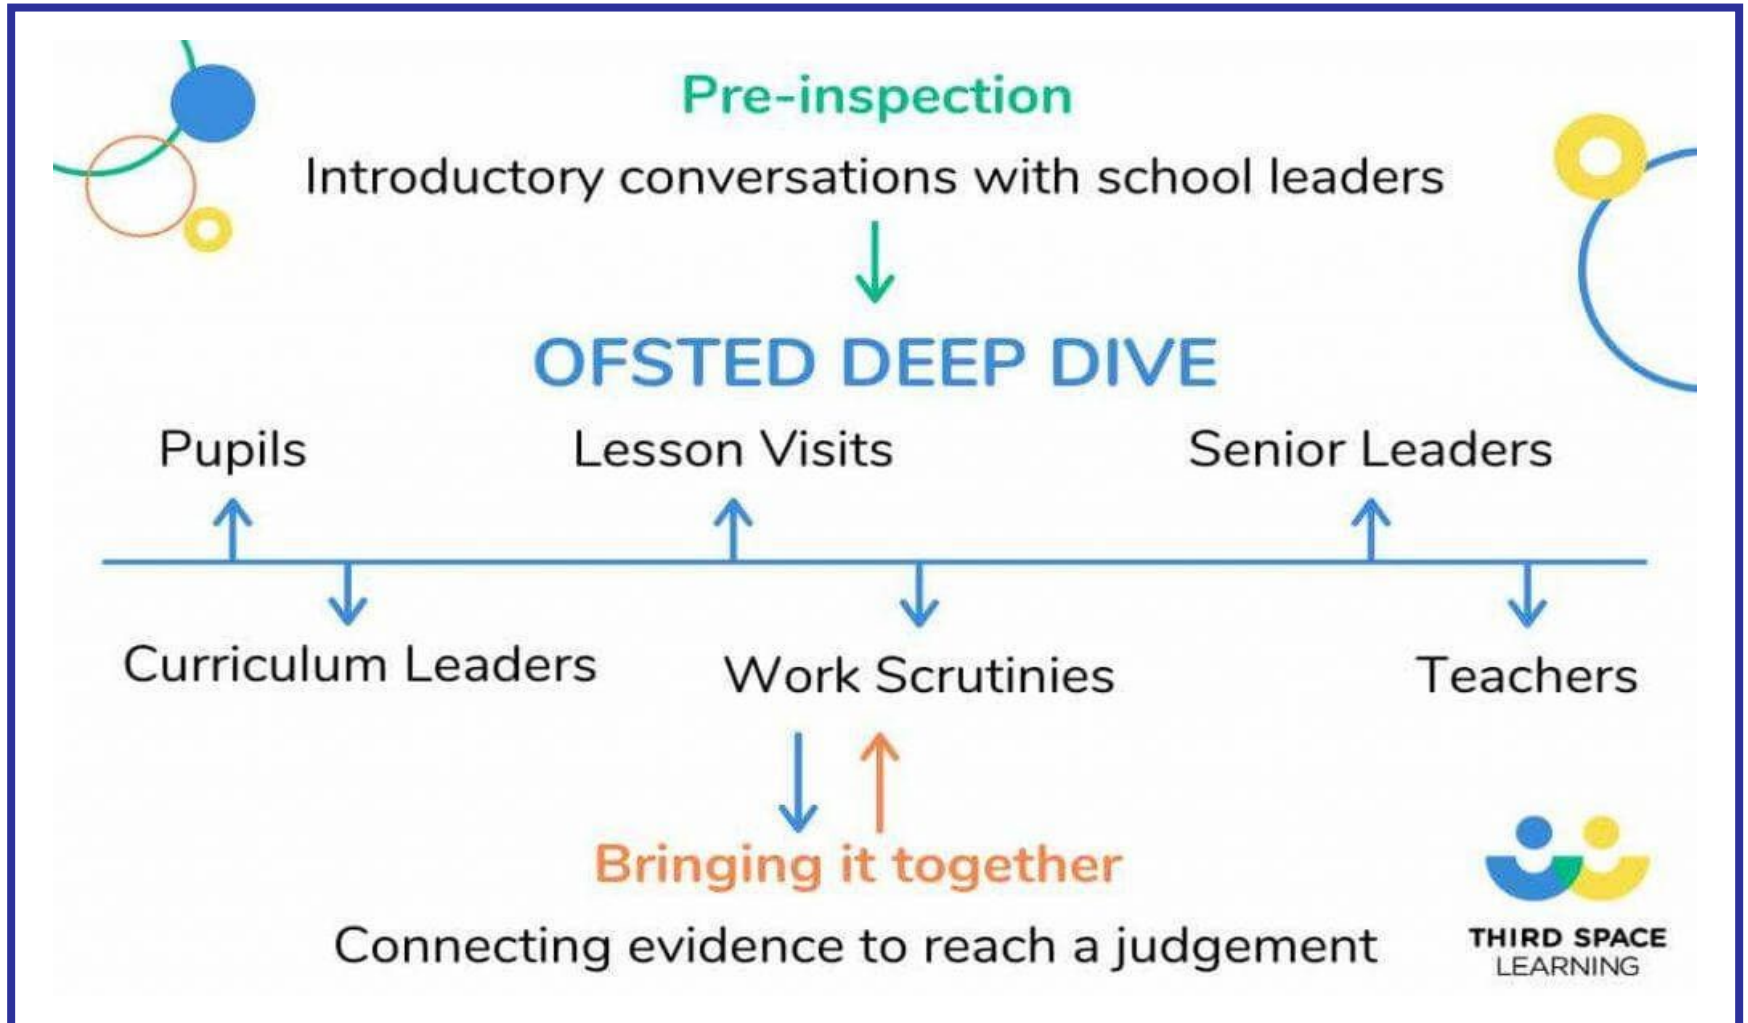 Pre-inspection
Introductory conversations with school leaders
OFSTED DEEP DIVE
Pupils
Lesson Visits
Senior Leaders
Curriculum Leaders
Work Scrutinies
Teachers
Bringing it together
Connecting evidence to reach a judgement
THIRD SPACE
LEARNING